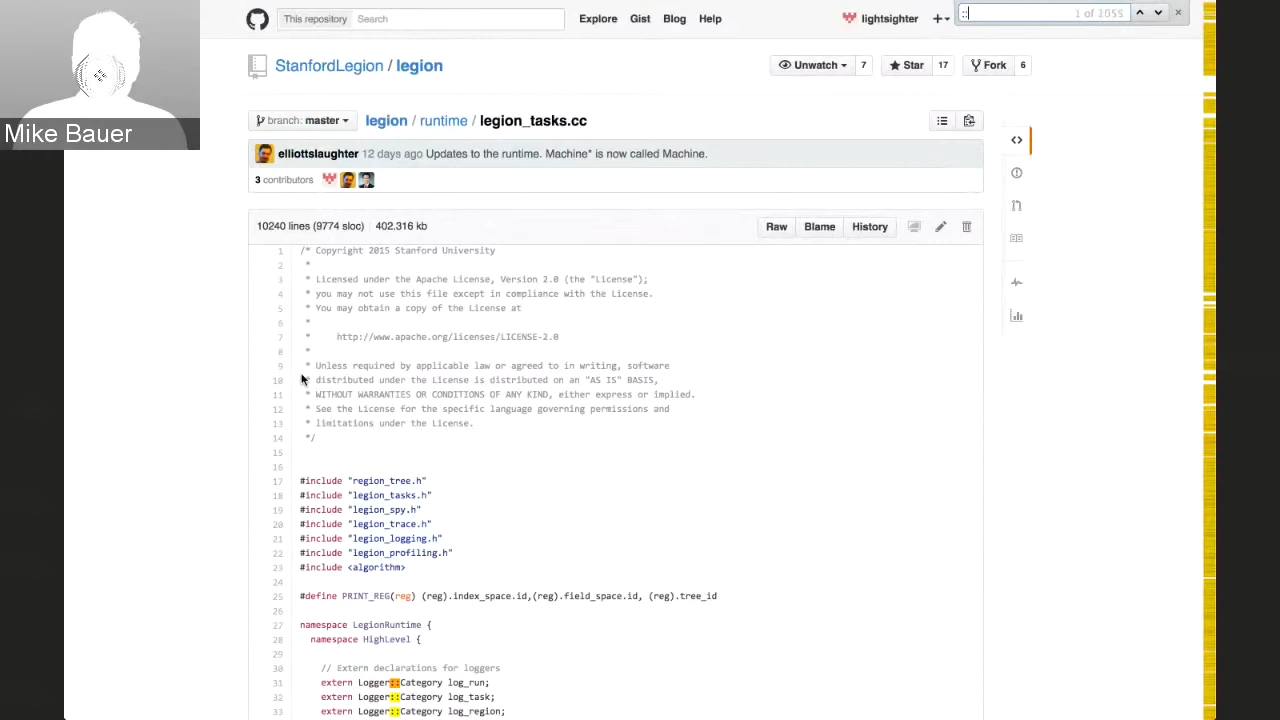 This repository Search Explore Gist Blog Help lightsighter
:: 1 of 1055
Mike Bauer
StanfordLegion / legion
Unwatch 7 Star 17 Fork 6
branch: master legion / runtime / legion_tasks.cc
elliottslaughter 12 days ago Updates to the runtime. Machine* is now called Machine.
3 contributors
10240 lines (9774 sloc) 402.316 kb Raw Blame History
1 /* Copyright 2015 Stanford University
2 *
3 * Licensed under the Apache License, Version 2.0 (the "License");
4 * you may not use this file except in compliance with the License.
5 * You may obtain a copy of the License at
6 *
7 * http://www.apache.org/licenses/LICENSE-2.0
8 *
9 * Unless required by applicable law or agreed to in writing, software
10 * distributed under the License is distributed on an "AS IS" BASIS,
11 * WITHOUT WARRANTIES OR CONDITIONS OF ANY KIND, either express or implied.
12 * See the License for the specific language governing permissions and
13 * limitations under the License.
14 */
15
16
17 #include "region_tree.h"
18 #include "legion_tasks.h"
19 #include "legion_spy.h"
20 #include "legion_trace.h"
21 #include "legion_logging.h"
22 #include "legion_profiling.h"
23 #include <algorithm>
24
25 #define PRINT_REG(reg) (reg).index_space.id,(reg).field_space.id, (reg).tree_id
26
27 namespace LegionRuntime {
28 namespace HighLevel {
29
30 // Extern declarations for loggers
31 extern Logger::Category log_run;
32 extern Logger::Category log_task;
33 extern Logger::Category log_region;